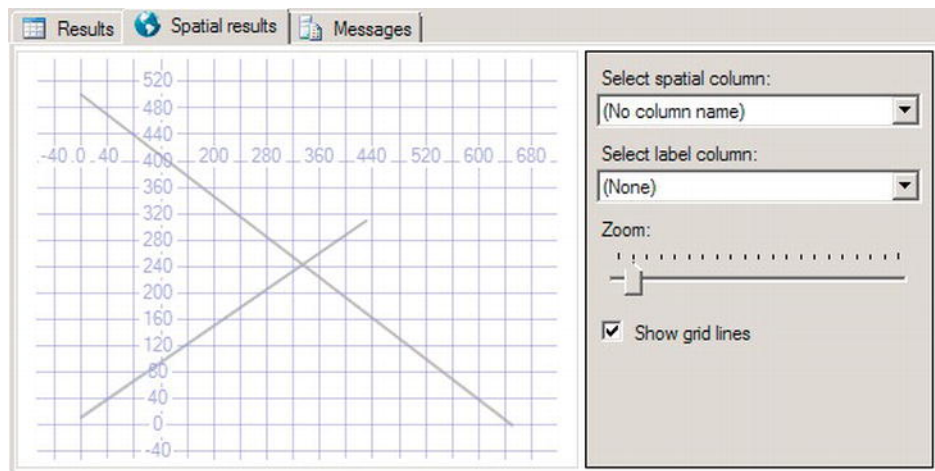 Results Spatial results Messages
520
480
440
-40 0 40 400 200 280 360 440 520 600 680
360
320
280
240
200
160
120
80
40
0
-40
Select spatial column:
(No column name)
Select label column:
(None)
Zoom:
Show grid lines